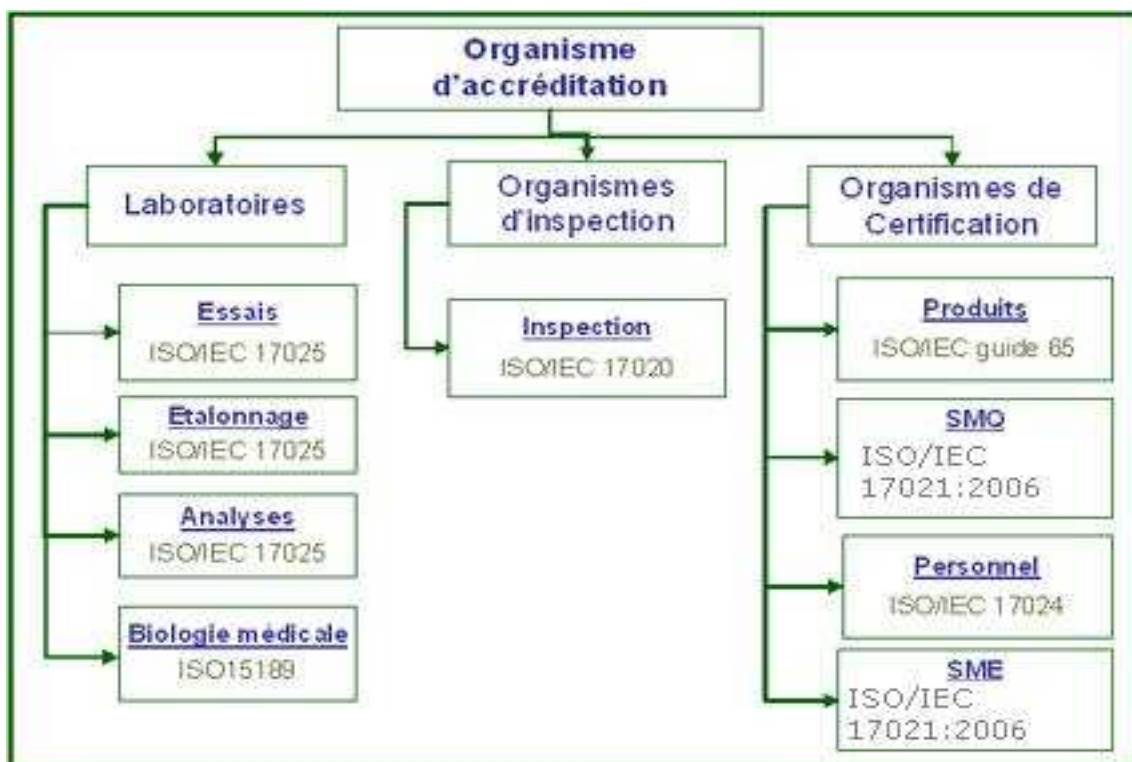 Organisme
d'accréditation
Laboratoires
Essais
ISO/IEC 17025
Etalonnage
ISO/IEC 17025
Analyses
ISO/IEC 17025
Biologie médicale
ISO15189
Organismes
d'inspection
Inspection
ISO/IEC 17020
Organismes de
Certification
Produits
ISO/IEC guide 65
SMQ
ISO/IEC
17021:2006
Personnel
ISO/IEC 17024
SME
ISO/IEC
17021:2006